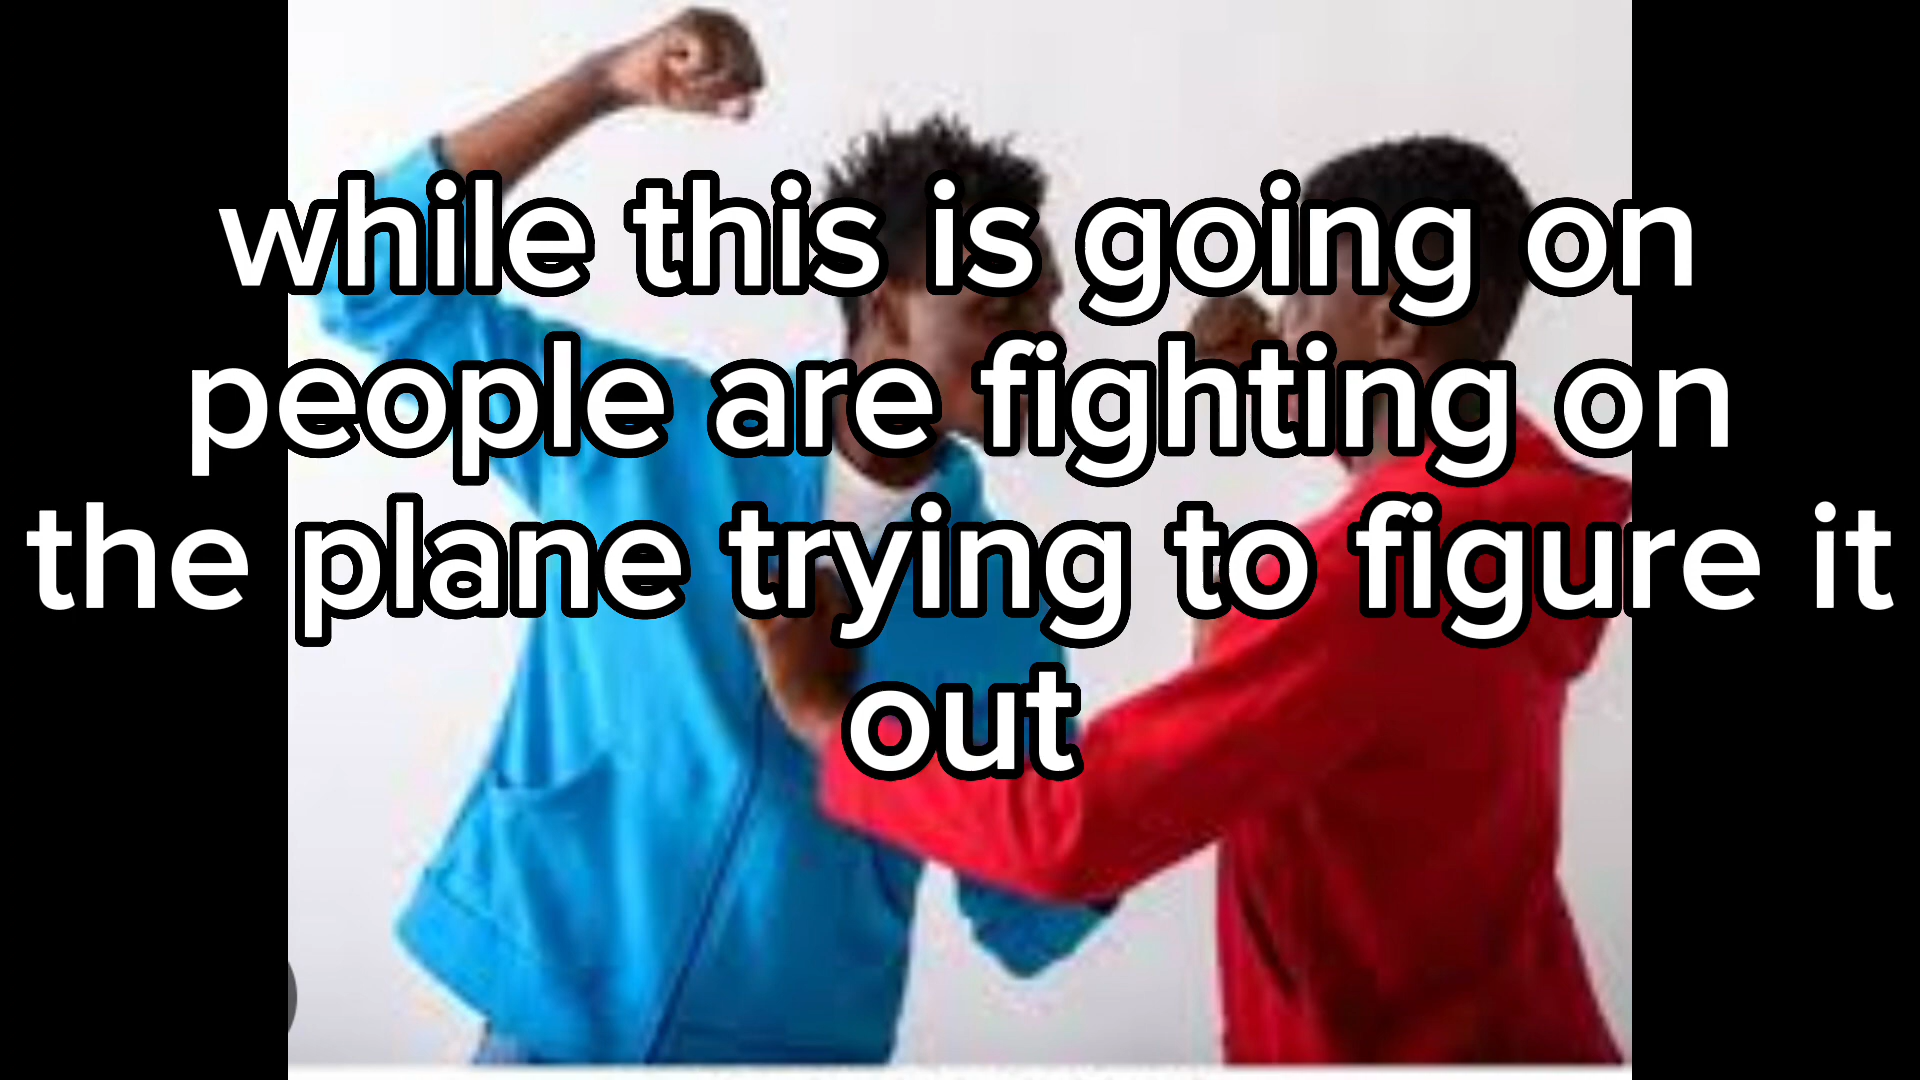 while this is going on
people are fighting on
the plane trying to figure it
out